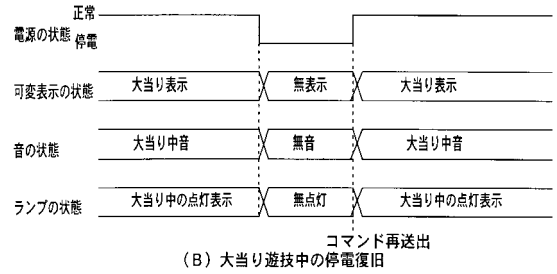 正常
電源の状態
停電
可変表示の状態 大当り表示 無表示 大当り表示
音の状態 大当り中音 無音 大当り中音
ランプの状態 大当り中の点灯表示 無点灯 大当り中の点灯表示
コマンド再送出
(B) 大当り遊技中の停電復旧